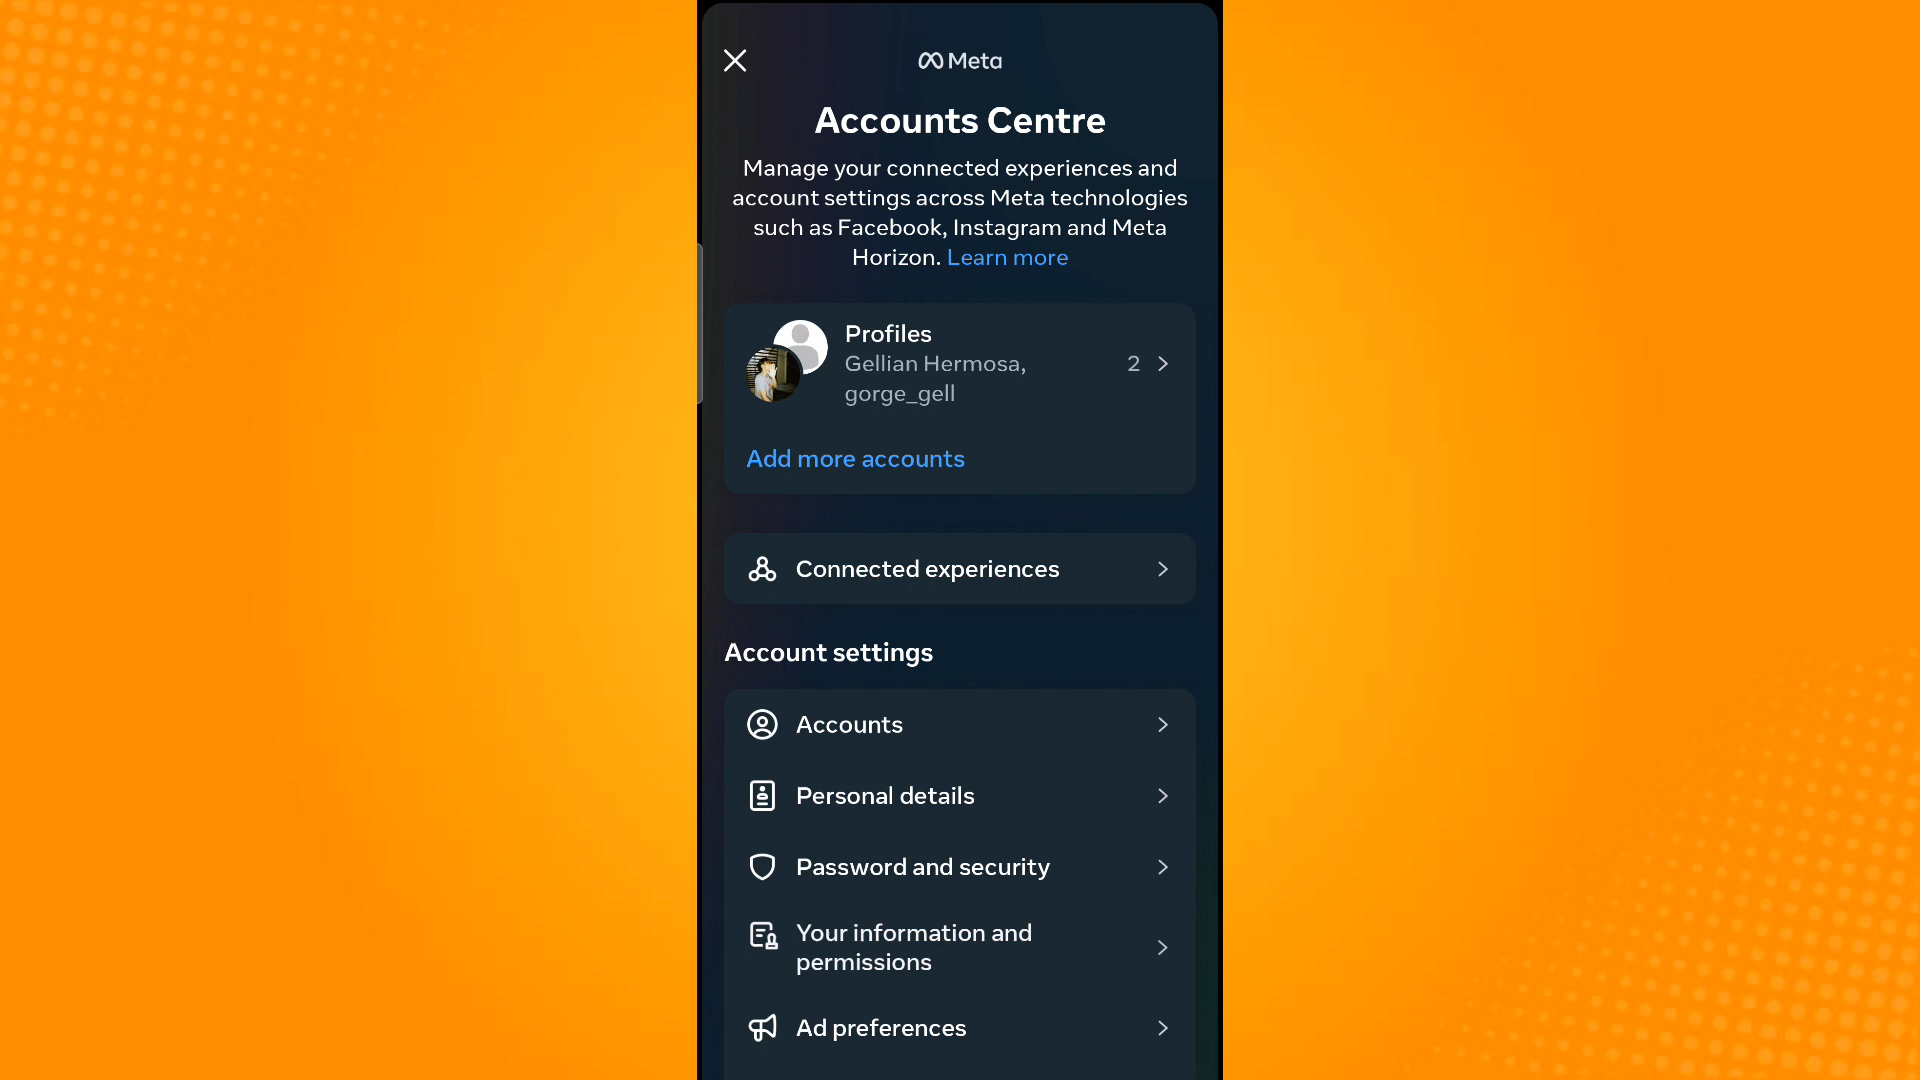 Meta
Accounts Centre
Manage your connected experiences and
account settings across Meta technologies
such as Facebook, Instagram and Meta
Horizon. Learn more
Profiles
Gellian Hermosa,
gorge_gell
2
Add more accounts
Connected experiences
Account settings
Accounts
Personal details
Password and security
Your information and
permissions
Ad preferences